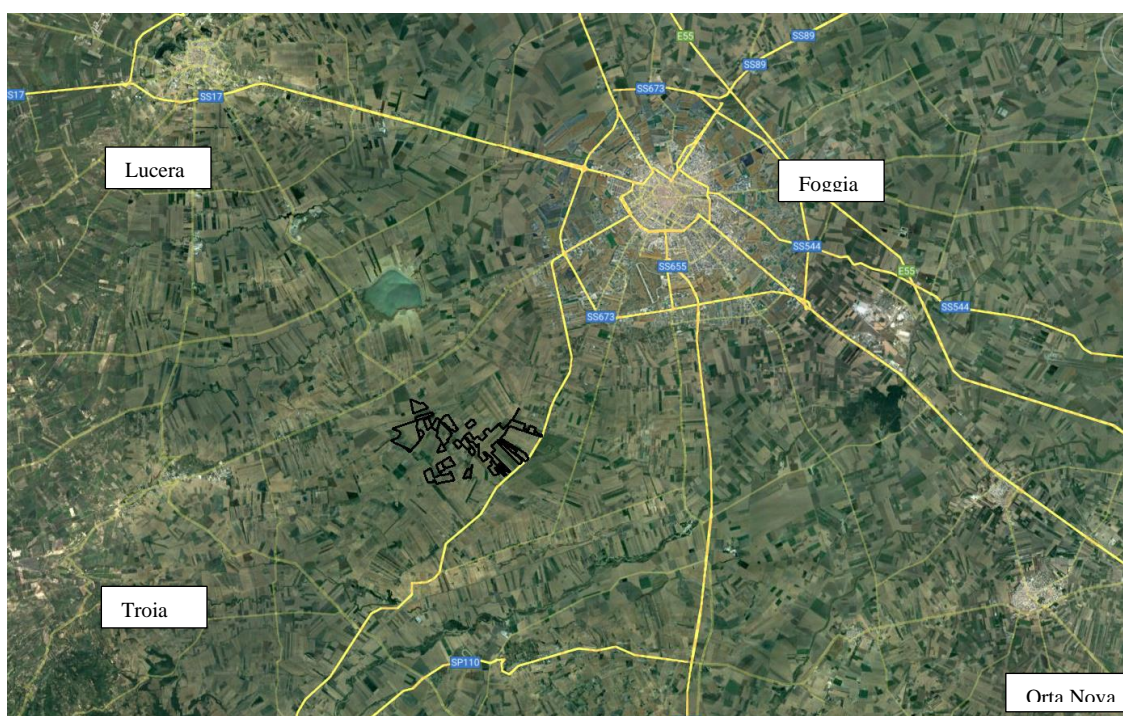 E55
SS89
SS89
SS673
S17
SS17
Lucera
Foggia
SS544
SS655
E55
SS544
SS673
Troia
SP110
Orta Nova